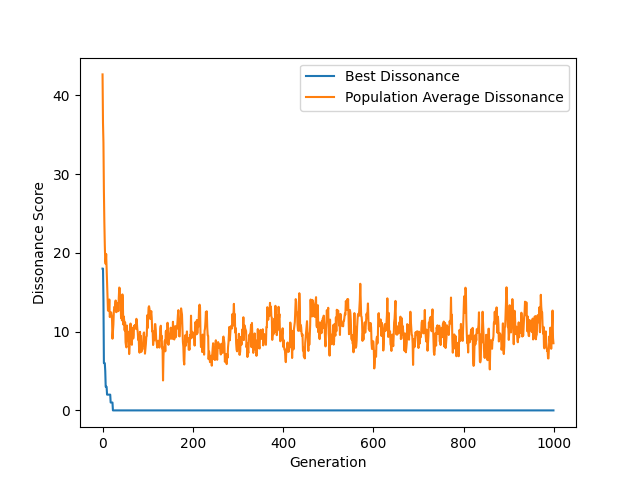 Best Dissonance
Population Average Dissonance
Dissonance Score
40
30
20
10
0
0 200 400 600 800 1000
Generation